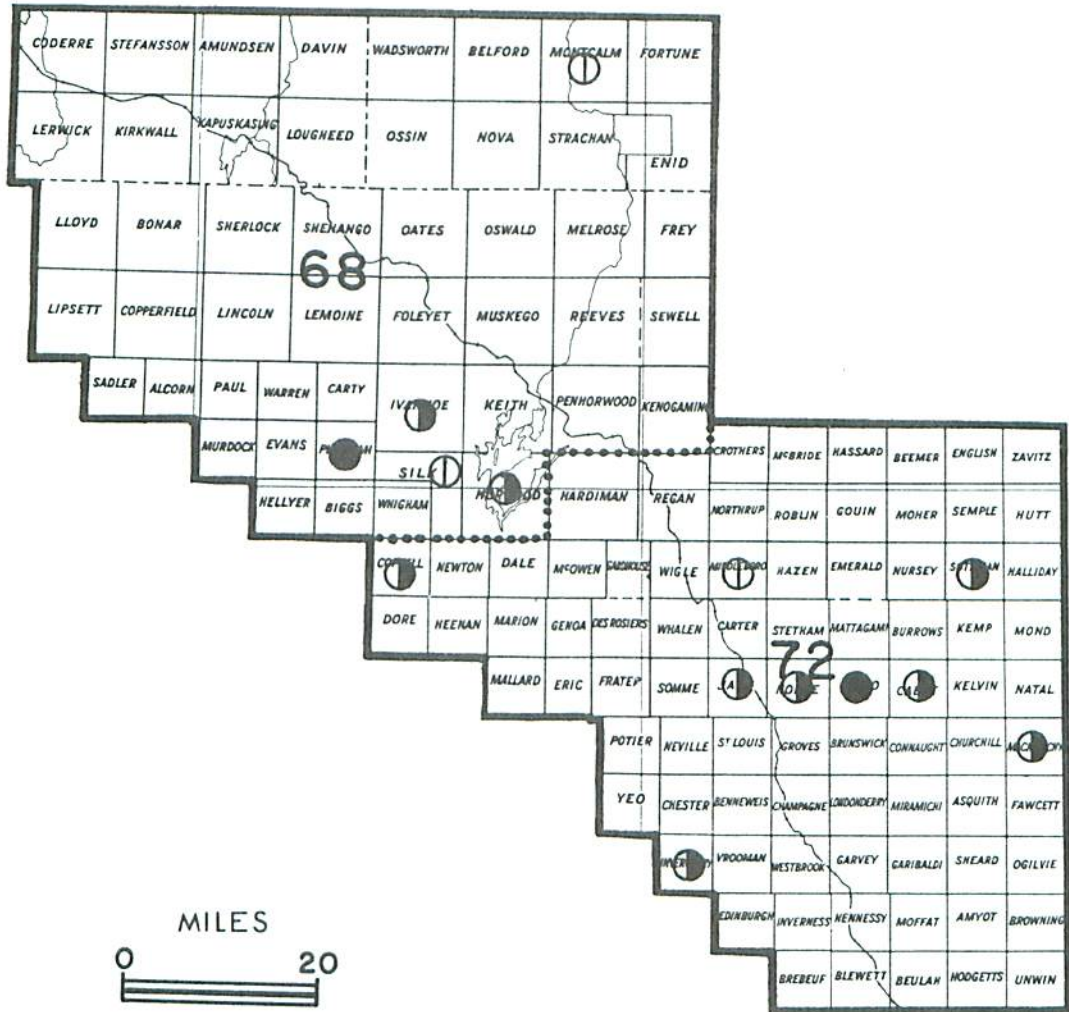 CODERRE STEFANSSON AMUNDSEN DAVIN WADSWORTH BELFORD MONTCALM FORTUNE
LERWICK KIRKWALL KAPUSKASING LOUGHEED OSSIN NOVA STRACHAN
ENID
LLOYD BONAR SHERLOCK SHENANGO OATES OSWALD MELROSE FREY
68
LIPSETT COPPERFIELD LINCOLN LEMOINE FOLEYET MUSKEGO REEVES SEWELL
SADLER ALCORN PAUL WARREN CARTY IVANHOE KEITH PENHORWOOD KENOGAMING
MURDOCK EVANS
SILK
CROTHERS McBRIDE HASSARD BEEMER ENGLISH ZAVITZ
HELLYER BIGGS WHIGHAM HORWOOD HARDIMAN REGAN NORTHRUP ROBLIN GOUIN MOHER SEMPLE HUTT
NEWTON DALE McOWEN WIGLE MIDDLEBORO HAZEN EMERALD NURSEY HALLIDAY
DORE HEENAN MARION GENOA DES ROSIERS WHALEN CARTER STETHAM MATTAGAMI BURROWS KEMP MOND
72
MALLARD ERIC FRATER SOMME CABOT KELVIN NATAL
POTIER NEVILLE ST LOUIS GROVES BRUNSWICK CONNAUGHT CHURCHILL
YEO CHESTER BENNEWEIS CHAMPAGNE LONDONDERRY MIRAMICHI ASQUITH FAWCETT
VROOMAN WESTBROOK GARVEY GARIBALDI SHEARD OGILVIE
EDINBURGH INVERNESS HENNESSY MOFFAT AMYOT BROWNING
BREBEUF BLEWETT BEULAH HODGETTS UNWIN
MILES
0 20